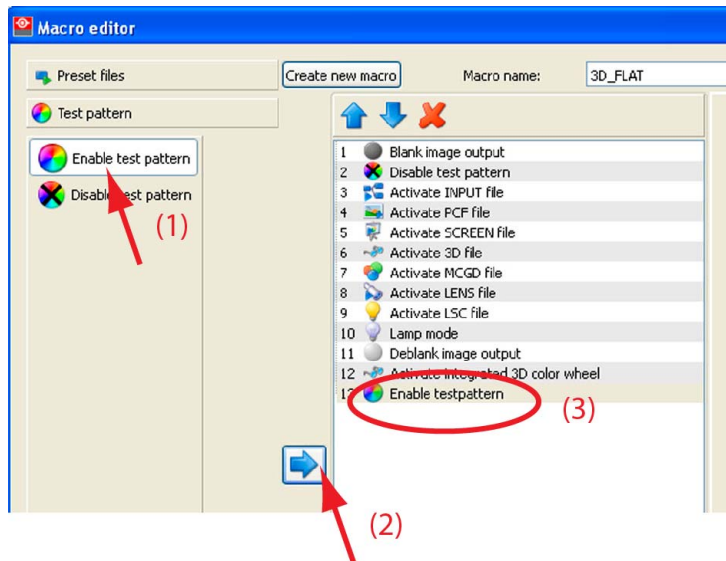 Macro editor
Preset files
Create new macro
Macro name:
3D_FLAT
Test pattern
Enable test pattern
Disable test pattern
(1)
1 Blank image output
2 Disable test pattern
3 Activate INPUT file
4 Activate PCF file
5 Activate SCREEN file
6 Activate 3D file
7 Activate MCGD file
8 Activate LENS file
9 Activate LSC file
10 Lamp mode
11 Deblank image output
12 Activate integrated 3D color wheel
13 Enable testpattern
(3)
(2)